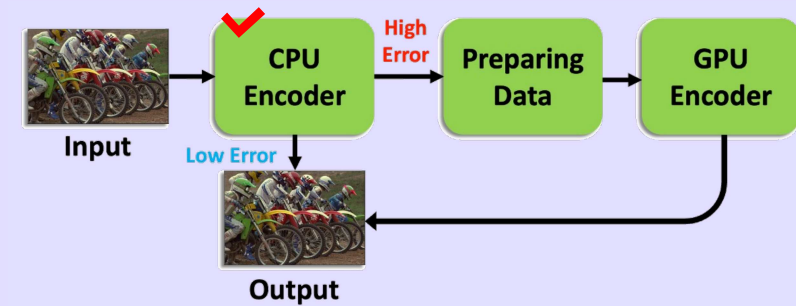 High
Error
CPU
Encoder
Preparing
Data
GPU
Encoder
Input
Low Error
Output